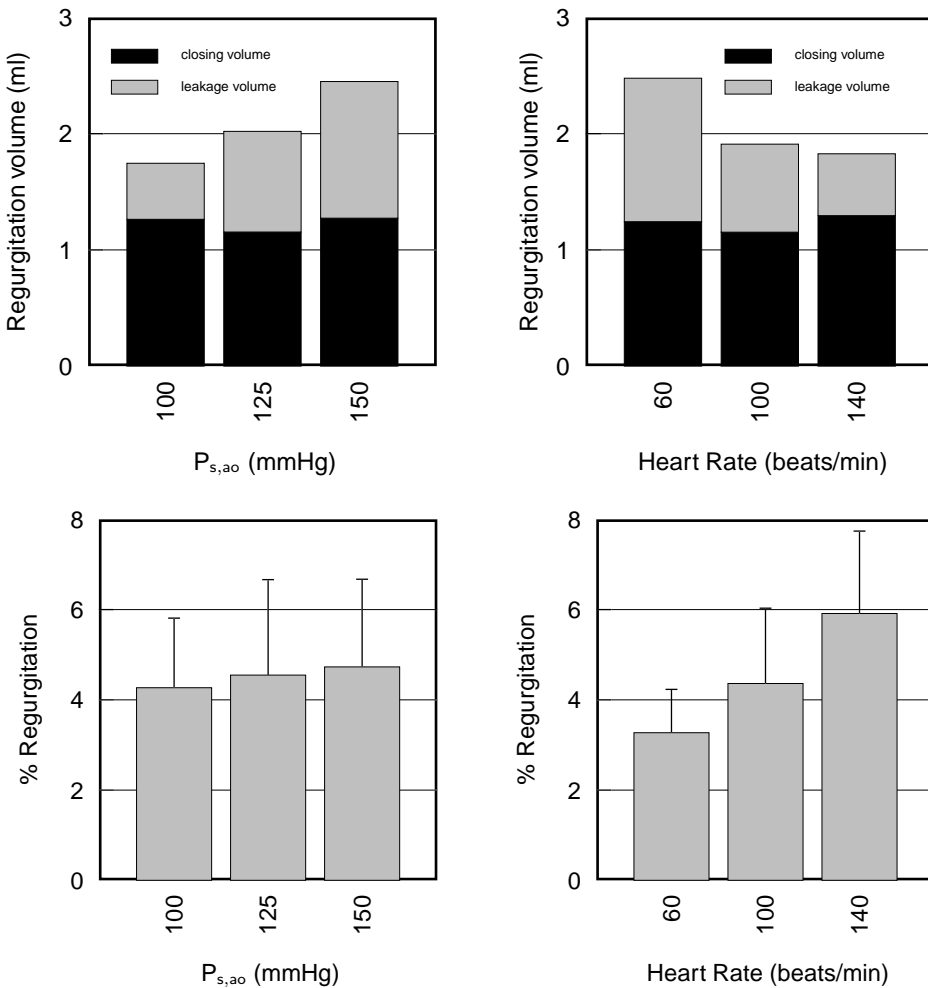 Regurgitation volume (ml)
3
2
1
0
closing volume
leakage volume
100
125
150
Ps,ao (mmHg)
Regurgitation volume (ml)
3
2
1
0
closing volume
leakage volume
60
100
140
Heart Rate (beats/min)
% Regurgitation
8
6
4
2
0
100
125
150
Ps,ao (mmHg)
% Regurgitation
8
6
4
2
0
60
100
140
Heart Rate (beats/min)